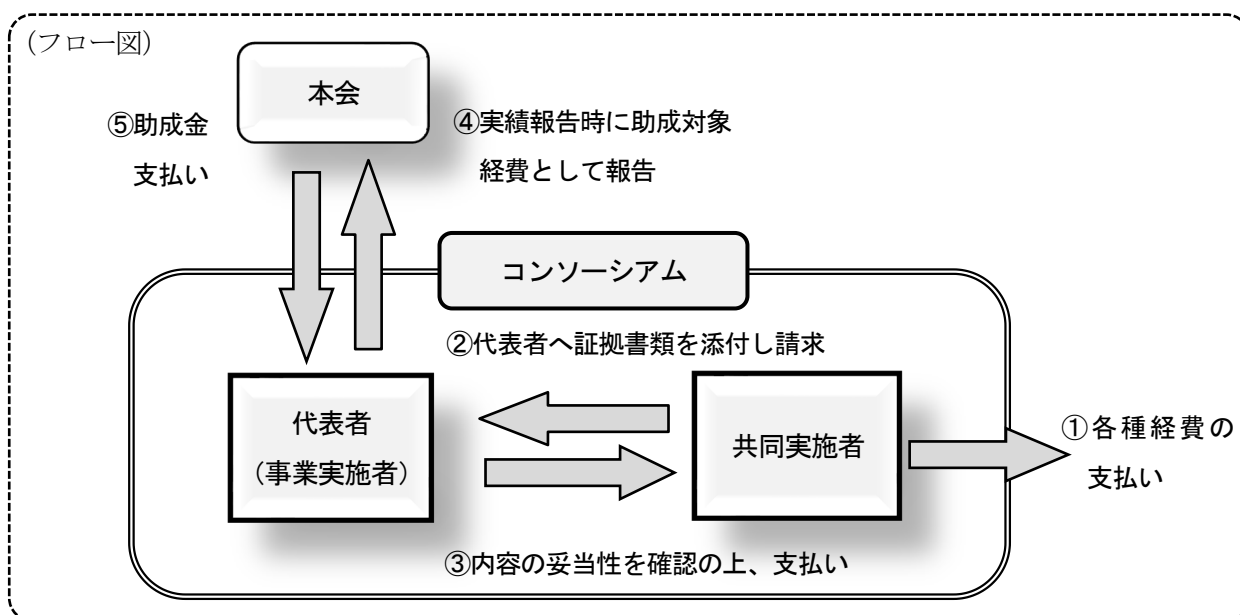 (フロー図)
本会
⑤助成金
支払い
④実績報告時に助成対象
経費として報告
コンソーシアム
②代表者へ証拠書類を添付し請求
代表者
(事業実施者)
共同実施者
①各種経費の
支払い
③内容の妥当性を確認の上、支払い